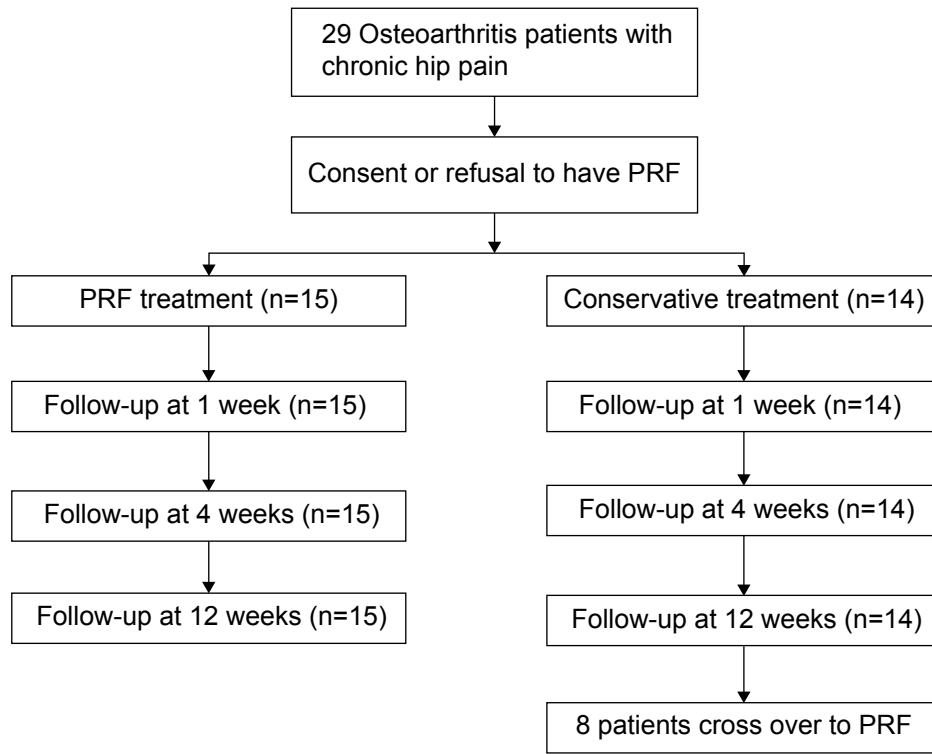 29 Osteoarthritis patients with
chronic hip pain
Consent or refusal to have PRF
PRF treatment (n=15)
Conservative treatment (n=14)
Follow-up at 1 week (n=15)
Follow-up at 1 week (n=14)
Follow-up at 4 weeks (n=15)
Follow-up at 4 weeks (n=14)
Follow-up at 12 weeks (n=15)
Follow-up at 12 weeks (n=14)
8 patients cross over to PRF